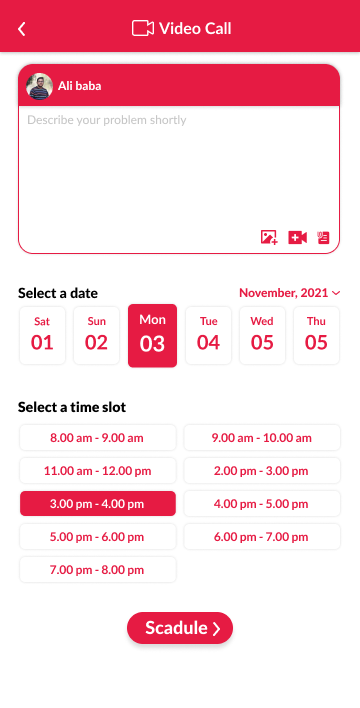 Video Call
Ali baba
Describe your problem shortly
Select a date
November, 2021
Sat Sun Mon Tue Wed Thu
01 02 03 04 05 05
Select a time slot
8.00 am - 9.00 am 9.00 am - 10.00 am
11.00 am - 12.00 pm 2.00 pm - 3.00 pm
3.00 pm - 4.00 pm 4.00 pm - 5.00 pm
5.00 pm - 6.00 pm 6.00 pm - 7.00 pm
7.00 pm - 8.00 pm
Scadule